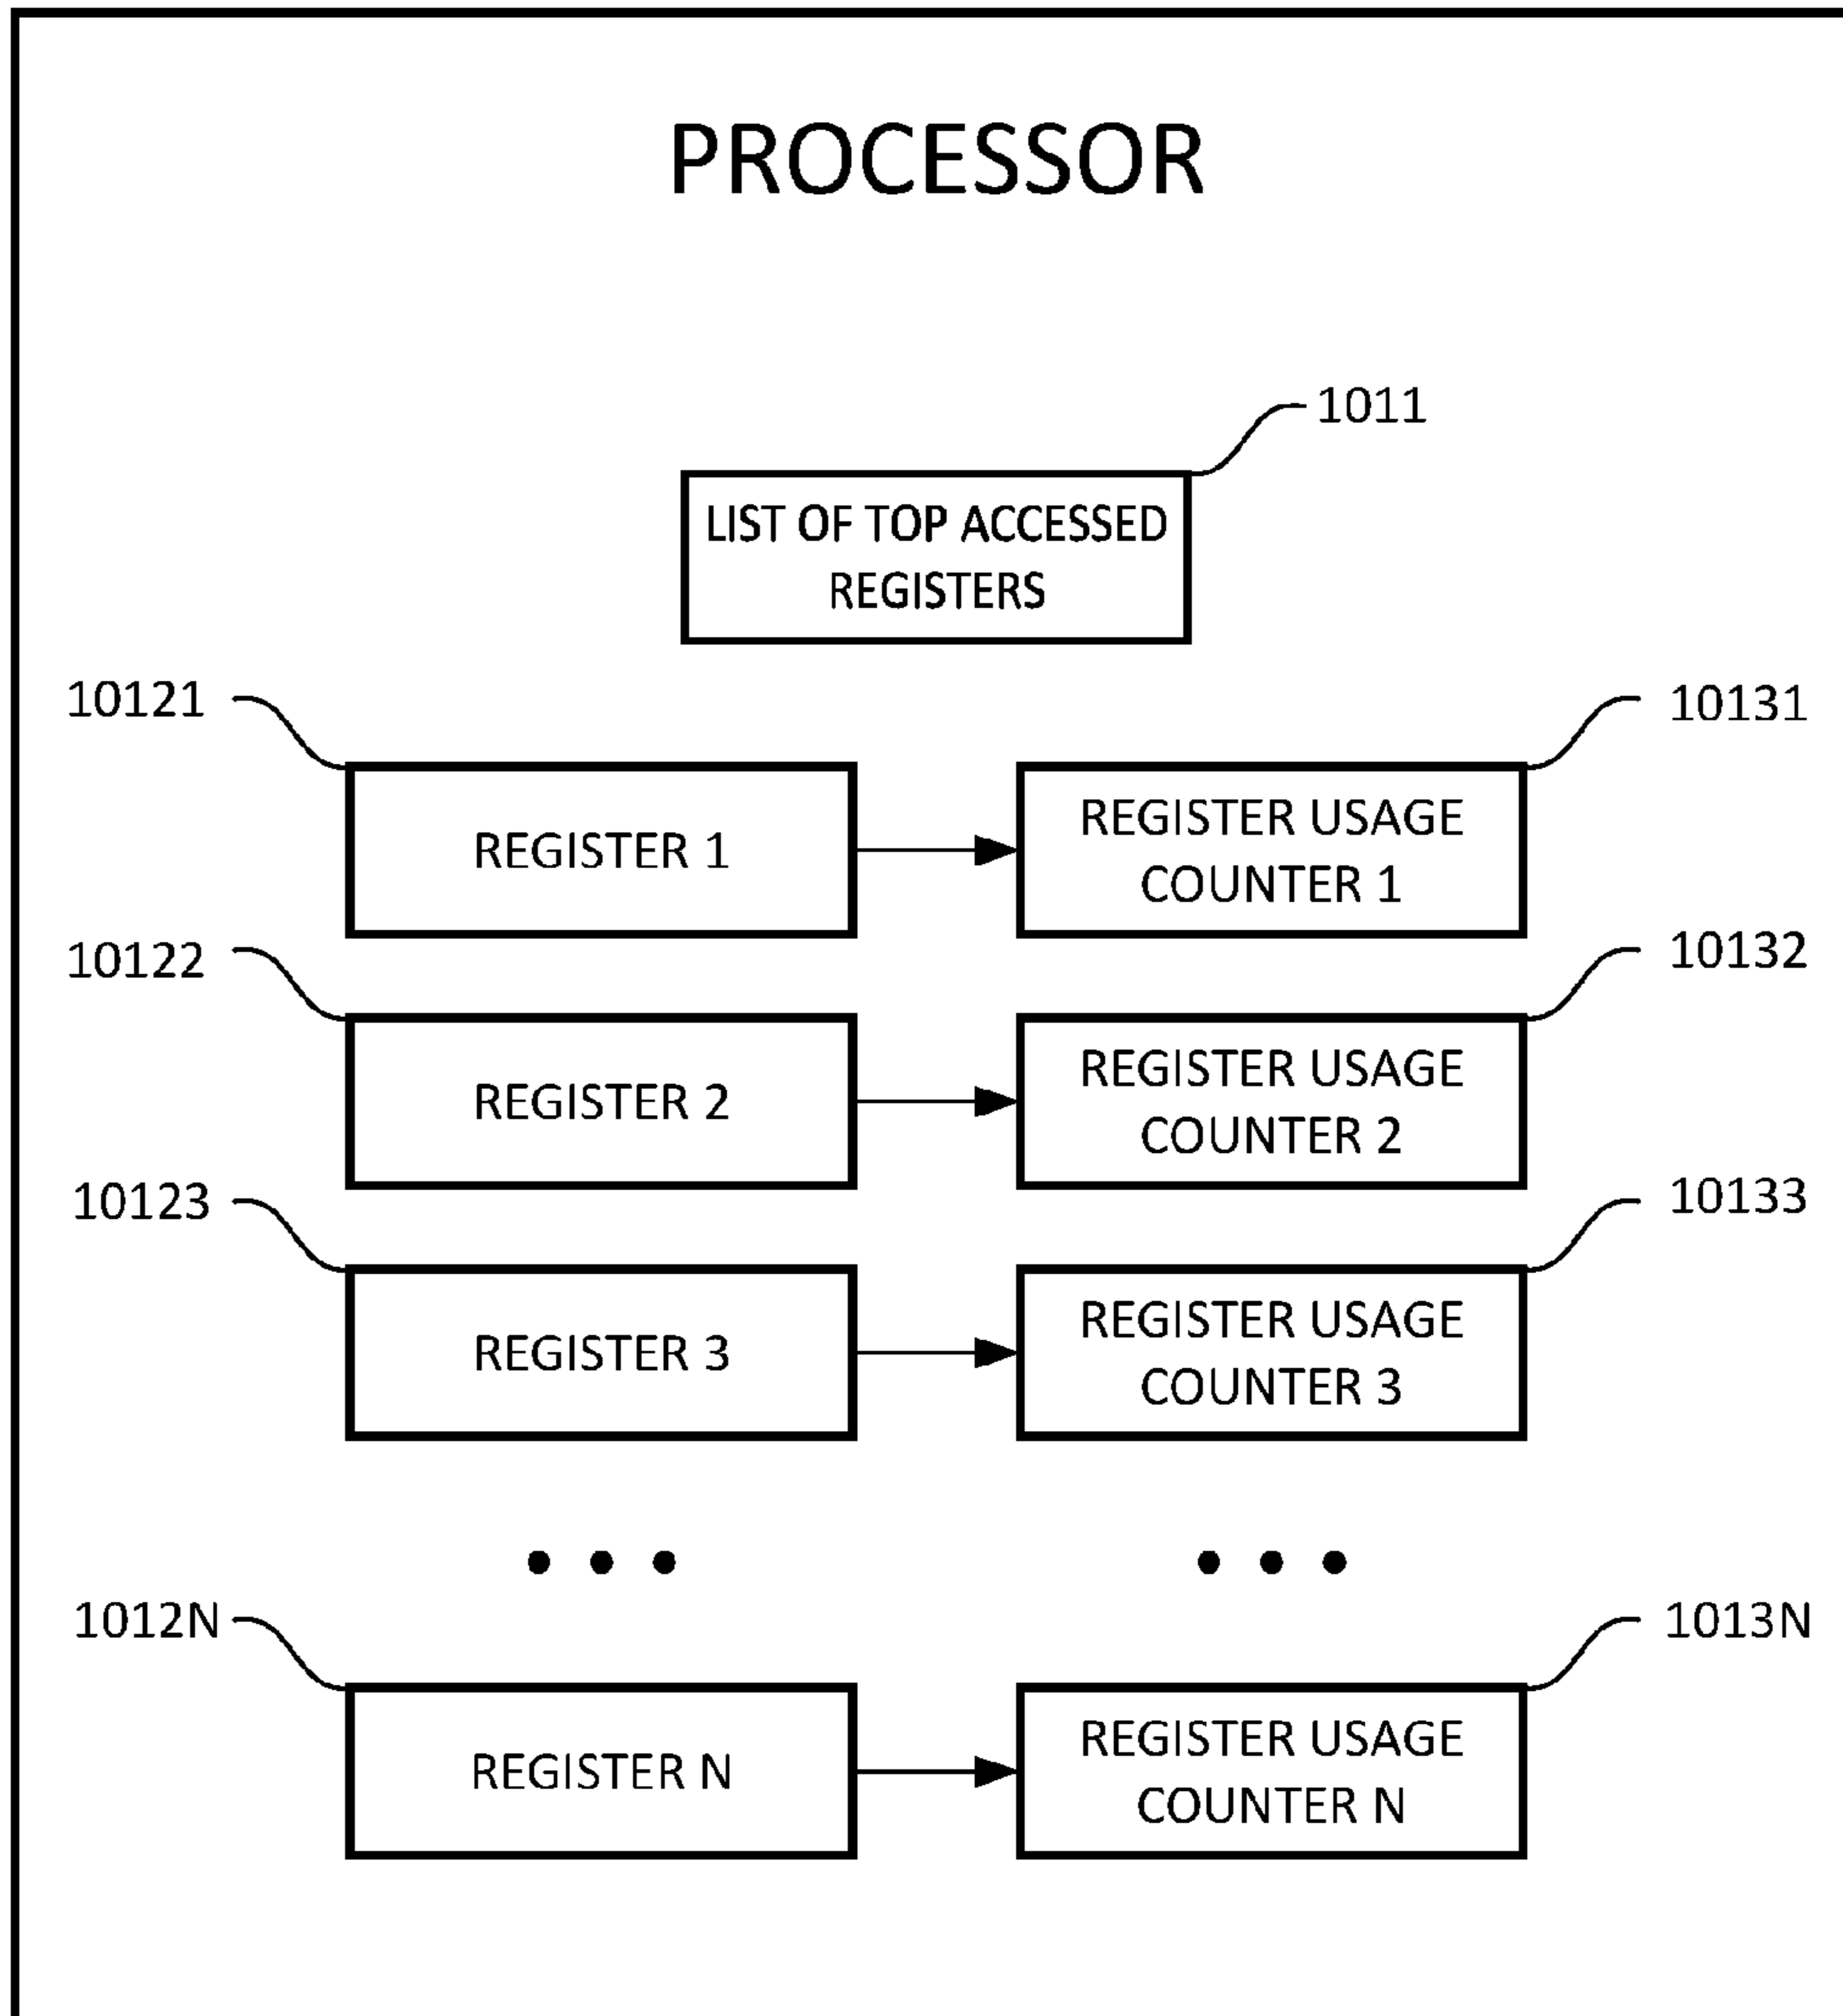 PROCESSOR
1011
LIST OF TOP ACCESSED
REGISTERS
10121
10131
REGISTER 1
REGISTER USAGE
COUNTER 1
10122
10132
REGISTER 2
REGISTER USAGE
COUNTER 2
10123
10133
REGISTER 3
REGISTER USAGE
COUNTER 3
• • •
• • •
1012N
1013N
REGISTER N
REGISTER USAGE
COUNTER N